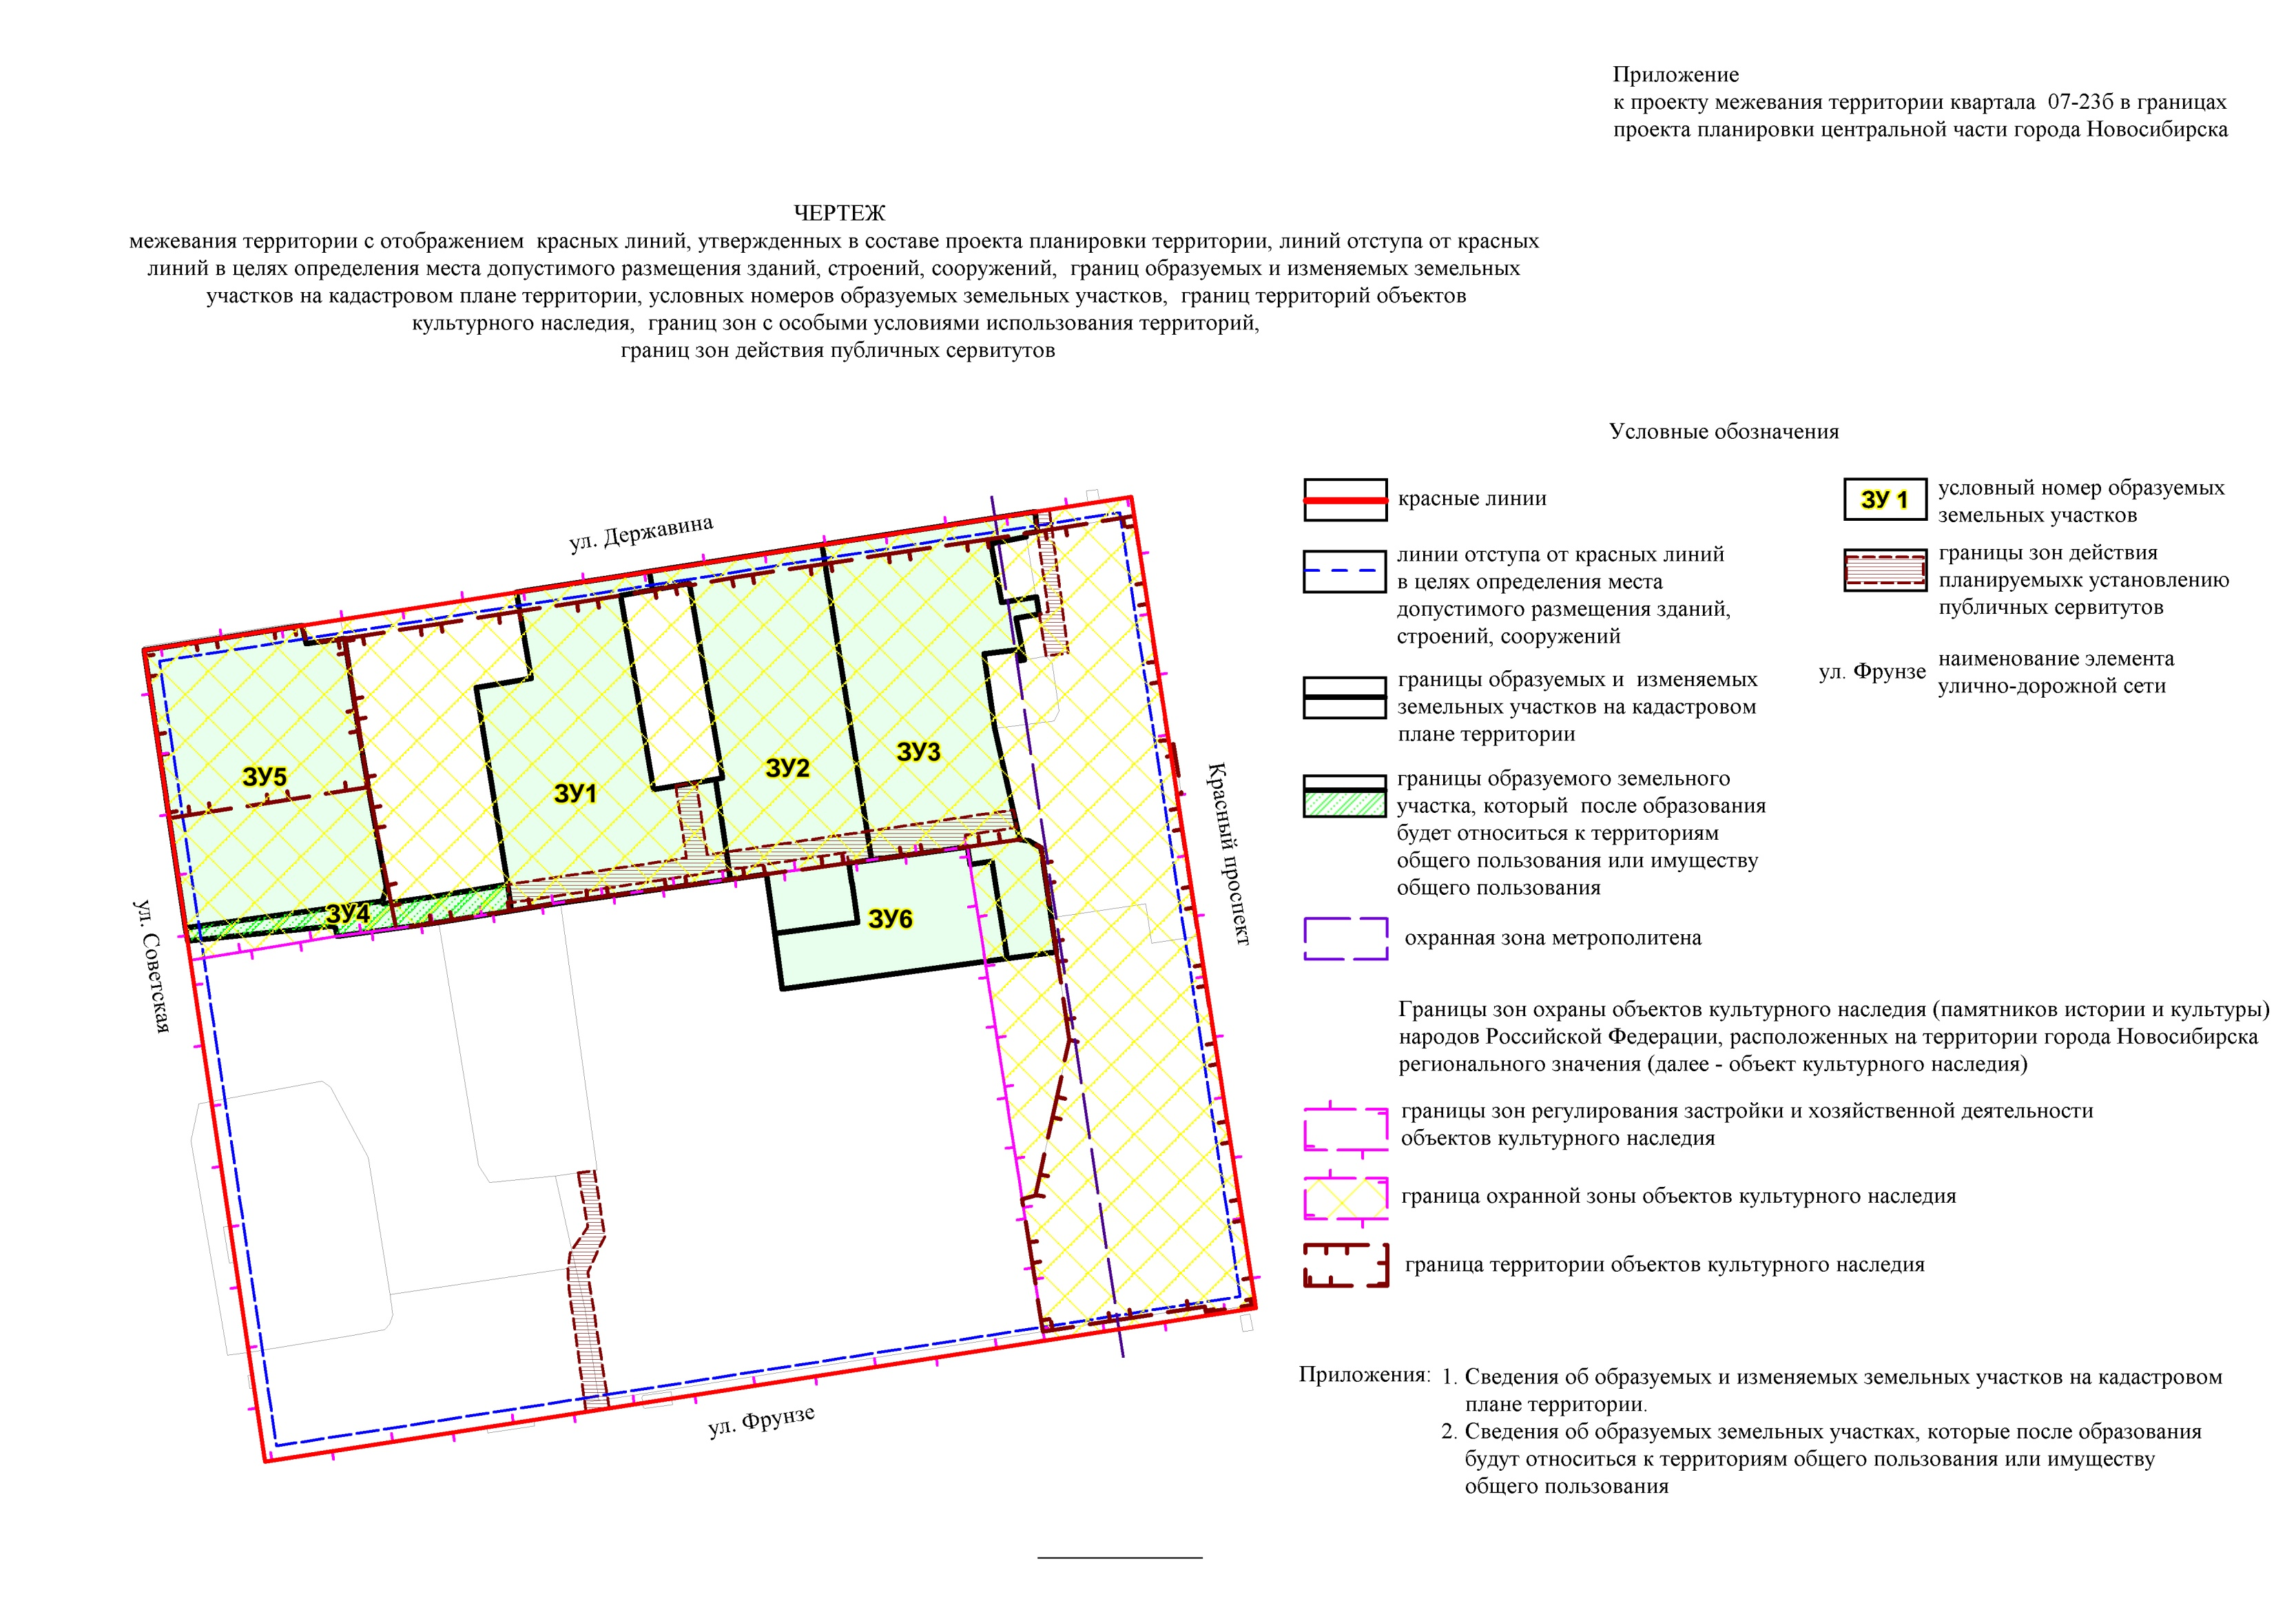 Приложение
к проекту межевания территории квартала 07-23б в границах
проекта планировки центральной части города Новосибирска
ЧЕРТЕЖ
межевания территории с отображением красных линий, утвержденных в составе проекта планировки территории, линий отступа от красных
линий в целях определения места допустимого размещения зданий, строений, сооружений, границ образуемых и изменяемых земельных
участков на кадастровом плане территории, условных номеров образуемых земельных участков, границ территорий объектов
культурного наследия, границ зон с особыми условиями использования территорий,
границ зон действия публичных сервитутов
ул. Державина
ЗУ5
ЗУ1
ЗУ2
ЗУ3
ЗУ4
ЗУ6
ул. Советская
Красный проспект
ул. Фрунзе
Условные обозначения
красные линии
линии отступа от красных линий
в целях определения места
допустимого размещения зданий,
строений, сооружений
границы образуемых и изменяемых
земельных участков на кадастровом
плане территории
границы образуемого земельного
участка, который после образования
будет относиться к территориям
общего пользования или имуществу
общего пользования
охранная зона метрополитена
ЗУ 1
условный номер образуемых
земельных участков
границы зон действия
планируемыхк установлению
публичных сервитутов
ул. Фрунзе
наименование элемента
улично-дорожной сети
Границы зон охраны объектов культурного наследия (памятников истории и культуры)
народов Российской Федерации, расположенных на территории города Новосибирска
регионального значения (далее - объект культурного наследия)
границы зон регулирования застройки и хозяйственной деятельности
объектов культурного наследия
граница охранной зоны объектов культурного наследия
граница территории объектов культурного наследия
Приложения: 1. Сведения об образуемых и изменяемых земельных участков на кадастровом
плане территории.
2. Сведения об образуемых земельных участках, которые после образования
будут относиться к территориям общего пользования или имуществу
общего пользования